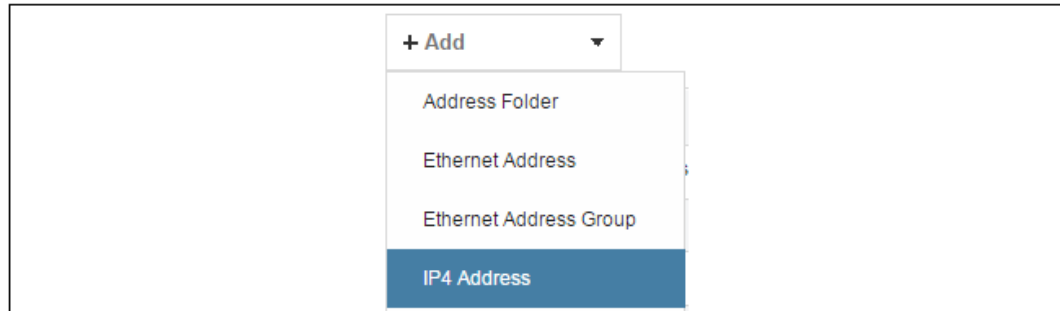 + Add
Address Folder
Ethernet Address
Ethernet Address Group
IP4 Address